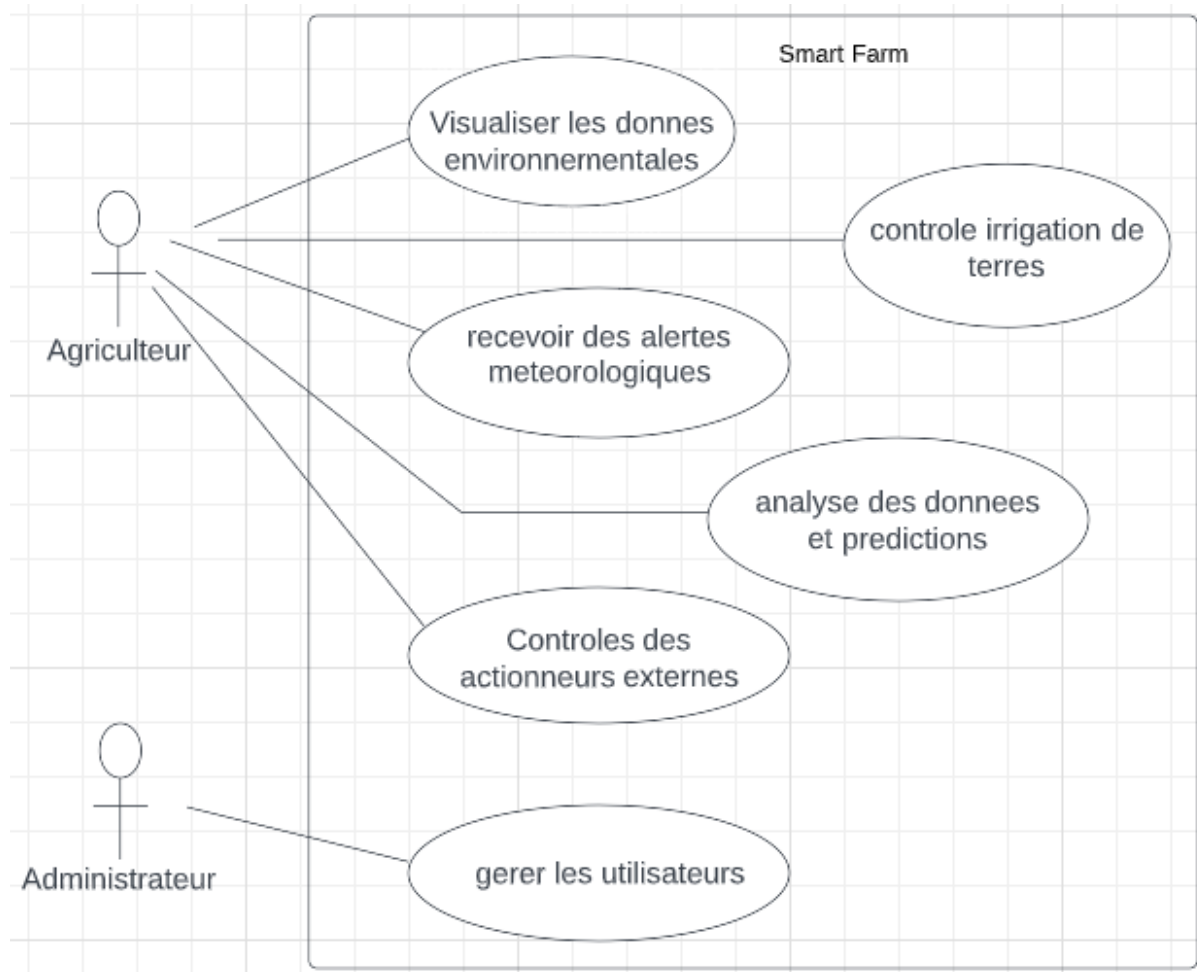 Smart Farm
Visualiser les donnes
environnementales
controle irrigation de
terres
Agriculteur
recevoir des alertes
meteorologiques
analyse des donnees
et predictions
Controles des
actionneurs externes
Administrateur
gerer les utilisateurs